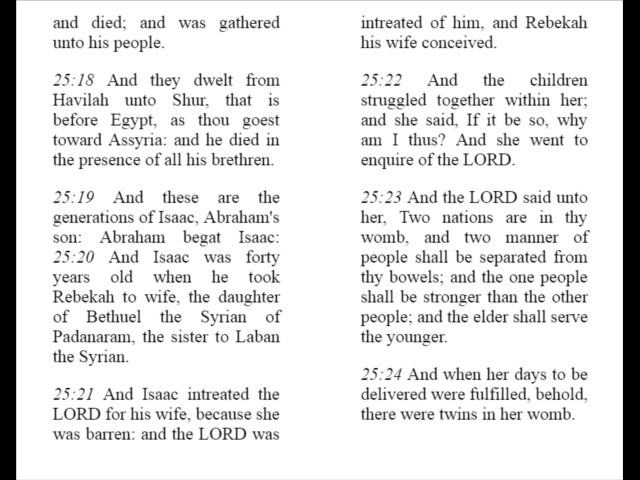 and died; and was gathered
unto his people.
25:18 And they dwelt from
Havilah unto Shur, that is
before Egypt, as thou goest
toward Assyria: and he died in
the presence of all his brethren.
25:19 And these are the
generations of Isaac, Abraham's
son: Abraham begat Isaac:
25:20 And Isaac was forty
years old when he took
Rebekah to wife, the daughter
of Bethuel the Syrian of
Padanaram, the sister to Laban
the Syrian.
25:21 And Isaac intreated the
LORD for his wife, because she
was barren: and the LORD was
intreated of him, and Rebekah
his wife conceived.
25:22 And the children
struggled together within her;
and she said, If it be so, why
am I thus? And she went to
enquire of the LORD.
25:23 And the LORD said unto
her, Two nations are in thy
womb, and two manner of
people shall be separated from
thy bowels; and the one people
shall be stronger than the other
people; and the elder shall serve
the younger.
25:24 And when her days to be
delivered were fulfilled, behold,
there were twins in her womb.